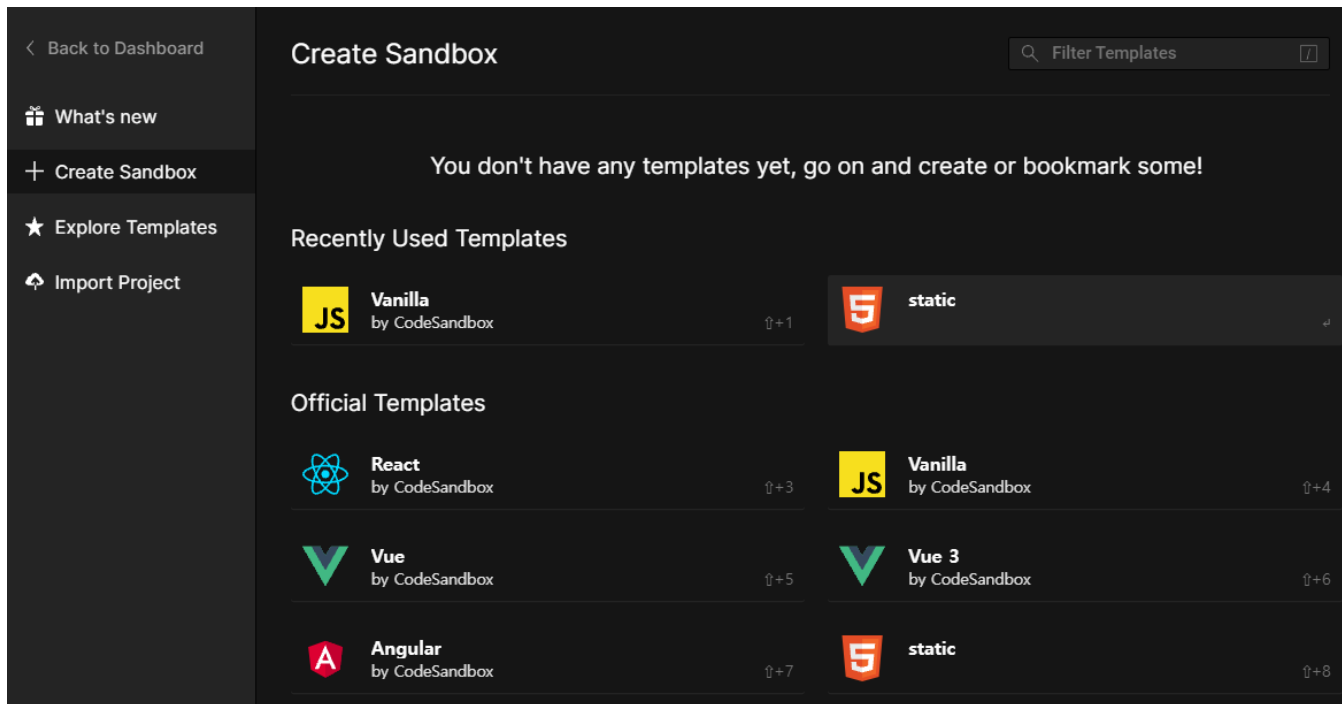 Back to Dashboard
What's new
Create Sandbox
Explore Templates
Import Project
Create Sandbox
Filter Templates
/
You don't have any templates yet, go on and create or bookmark some!
Recently Used Templates
JS
Vanilla
by CodeSandbox
⇧+1
5
static
↵
Official Templates
React
by CodeSandbox
⇧+3
JS
Vanilla
by CodeSandbox
⇧+4
Vue
by CodeSandbox
⇧+5
Vue 3
by CodeSandbox
⇧+6
A
Angular
by CodeSandbox
⇧+7
5
static
⇧+8